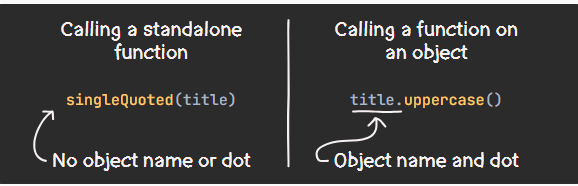 Calling a standalone
function
singleQuoted(title)
No object name or dot
Calling a function on
an object
title.uppercase()
Object name and dot